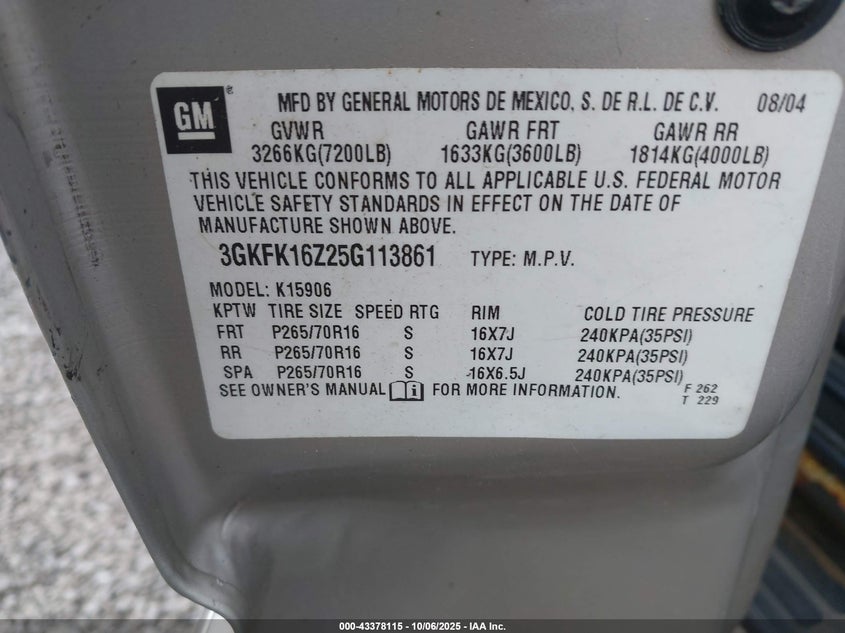 GM ® MFD BY GENERAL MOTORS DE MEXICO, S. DE R.L. DE C.V. 08/04
GVWR GAWR FRT GAWR RR
3266KG(7200LB) 1633KG(3600LB) 1814KG(4000LB)
THIS VEHICLE CONFORMS TO ALL APPLICABLE U.S. FEDERAL MOTOR
VEHICLE SAFETY STANDARDS IN EFFECT ON THE DATE OF
MANUFACTURE SHOWN ABOVE.
3GKFK16Z25G113861 TYPE: M.P.V.
MODEL: K15906
KPTW TIRE SIZE SPEED RTG RIM COLD TIRE PRESSURE
FRT P265/70R16 S 16X7J 240KPA(35PSI)
RR P265/70R16 S 16X7J 240KPA(35PSI)
SPA P265/70R16 S 16X6.5J 240KPA(35PSI)
SEE OWNER'S MANUAL i FOR MORE INFORMATION. F 262
T 229
000-43378115 - 10/06/2025 - IAA Inc.